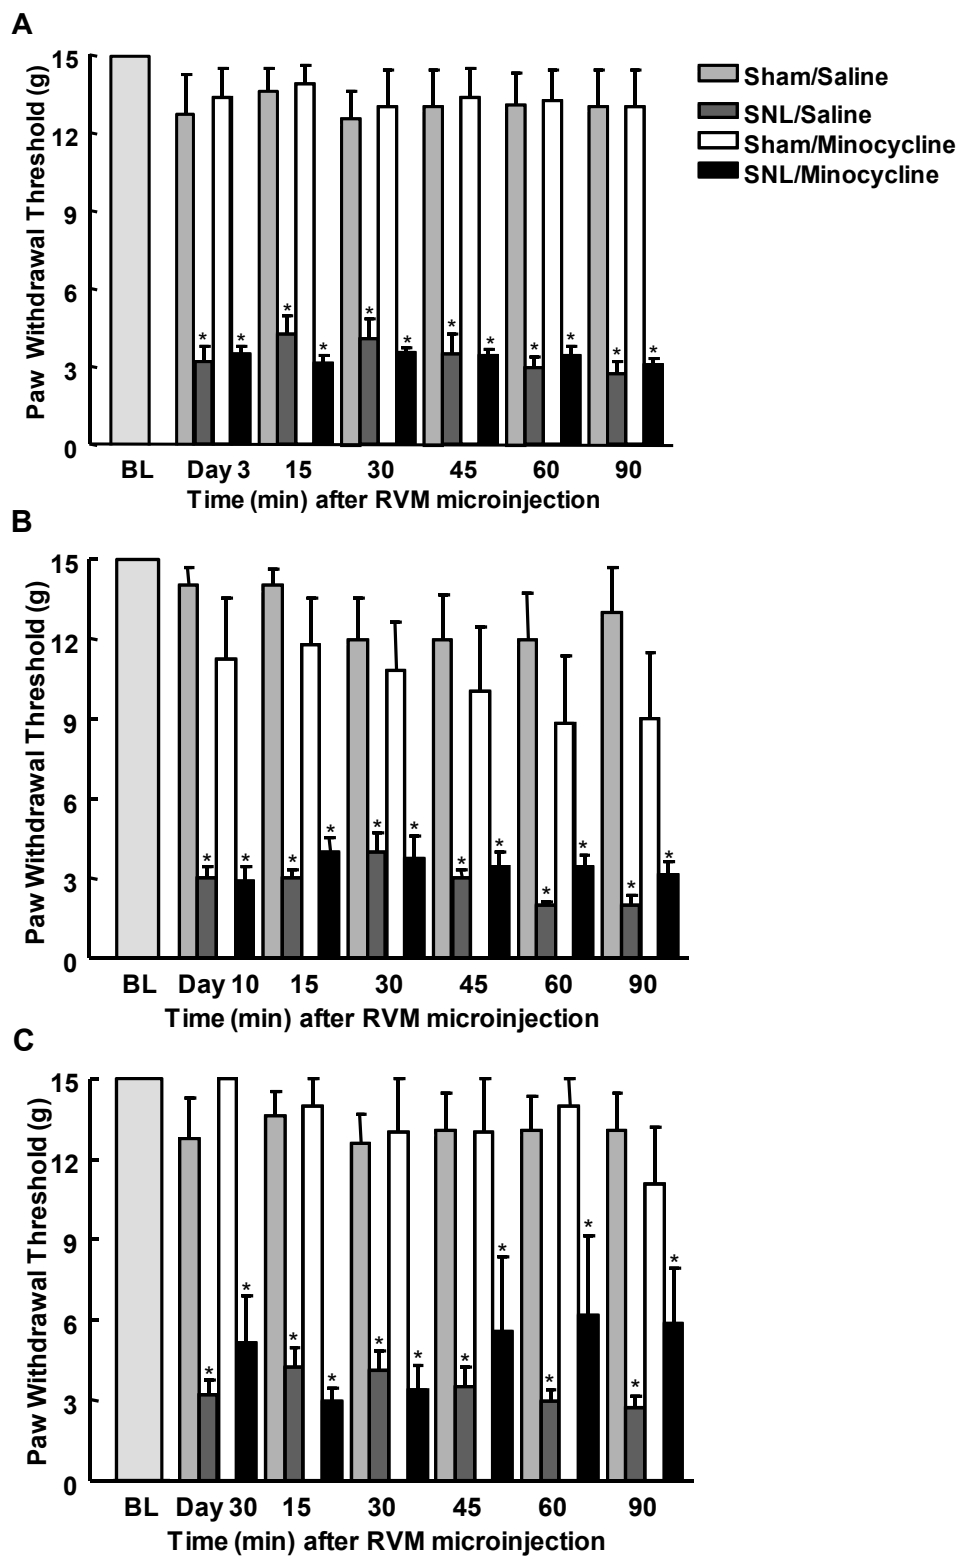 A
Paw Withdrawal Threshold (g)
15
12
9
6
3
0
* * * * * * * * * * * *
BL Day 3 15 30 45 60 90
Time (min) after RVM microinjection
Sham/Saline
SNL/Saline
Sham/Minocycline
SNL/Minocycline
B
Paw Withdrawal Threshold (g)
15
12
9
6
3
0
* * * * * * * * * * * *
BL Day 10 15 30 45 60 90
Time (min) after RVM microinjection
C
Paw Withdrawal Threshold (g)
15
12
9
6
3
0
* * * * * * * * * * * *
BL Day 30 15 30 45 60 90
Time (min) after RVM microinjection